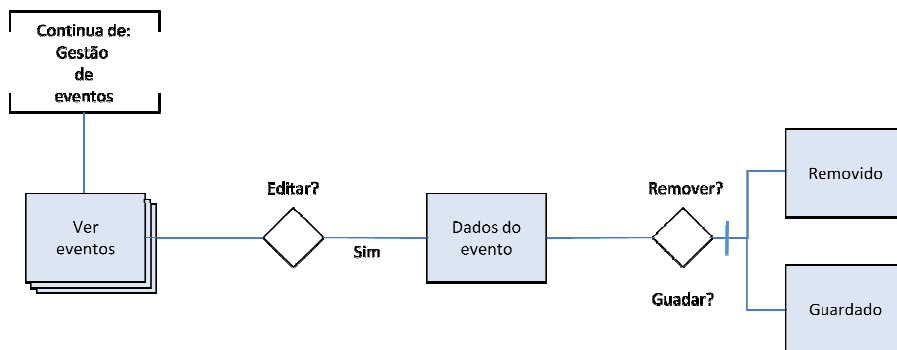 Continua de:
Gestão
de
eventos
Ver
eventos
Editar?
Sim
Dados do
evento
Remover?
Guadar?
Removido
Guardado